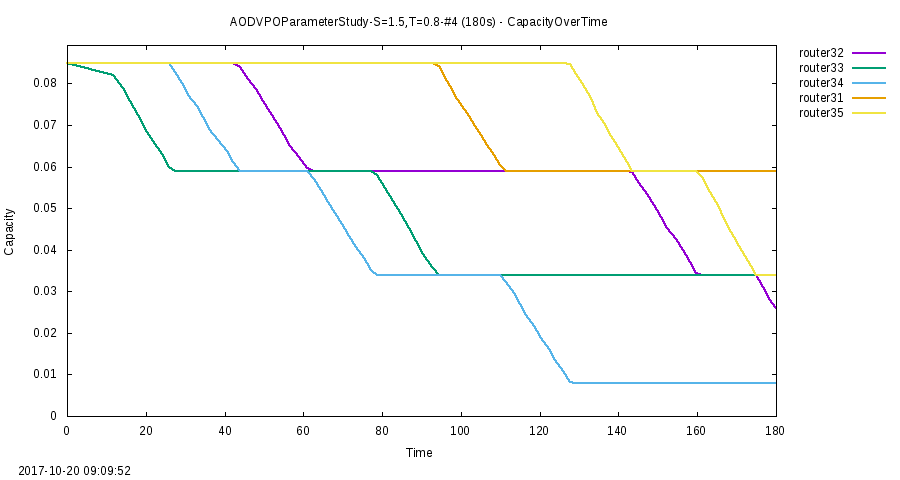 AODVPOParameterStudy-S=1.5,T=0.8-#4 (180s) - CapacityOverTime
router32
router33
router34
router31
router35
0.08
0.07
0.06
0.05
0.04
0.03
0.02
0.01
0
Capacity
0 20 40 60 80 100 120 140 160 180
Time
2017-10-20 09:09:52